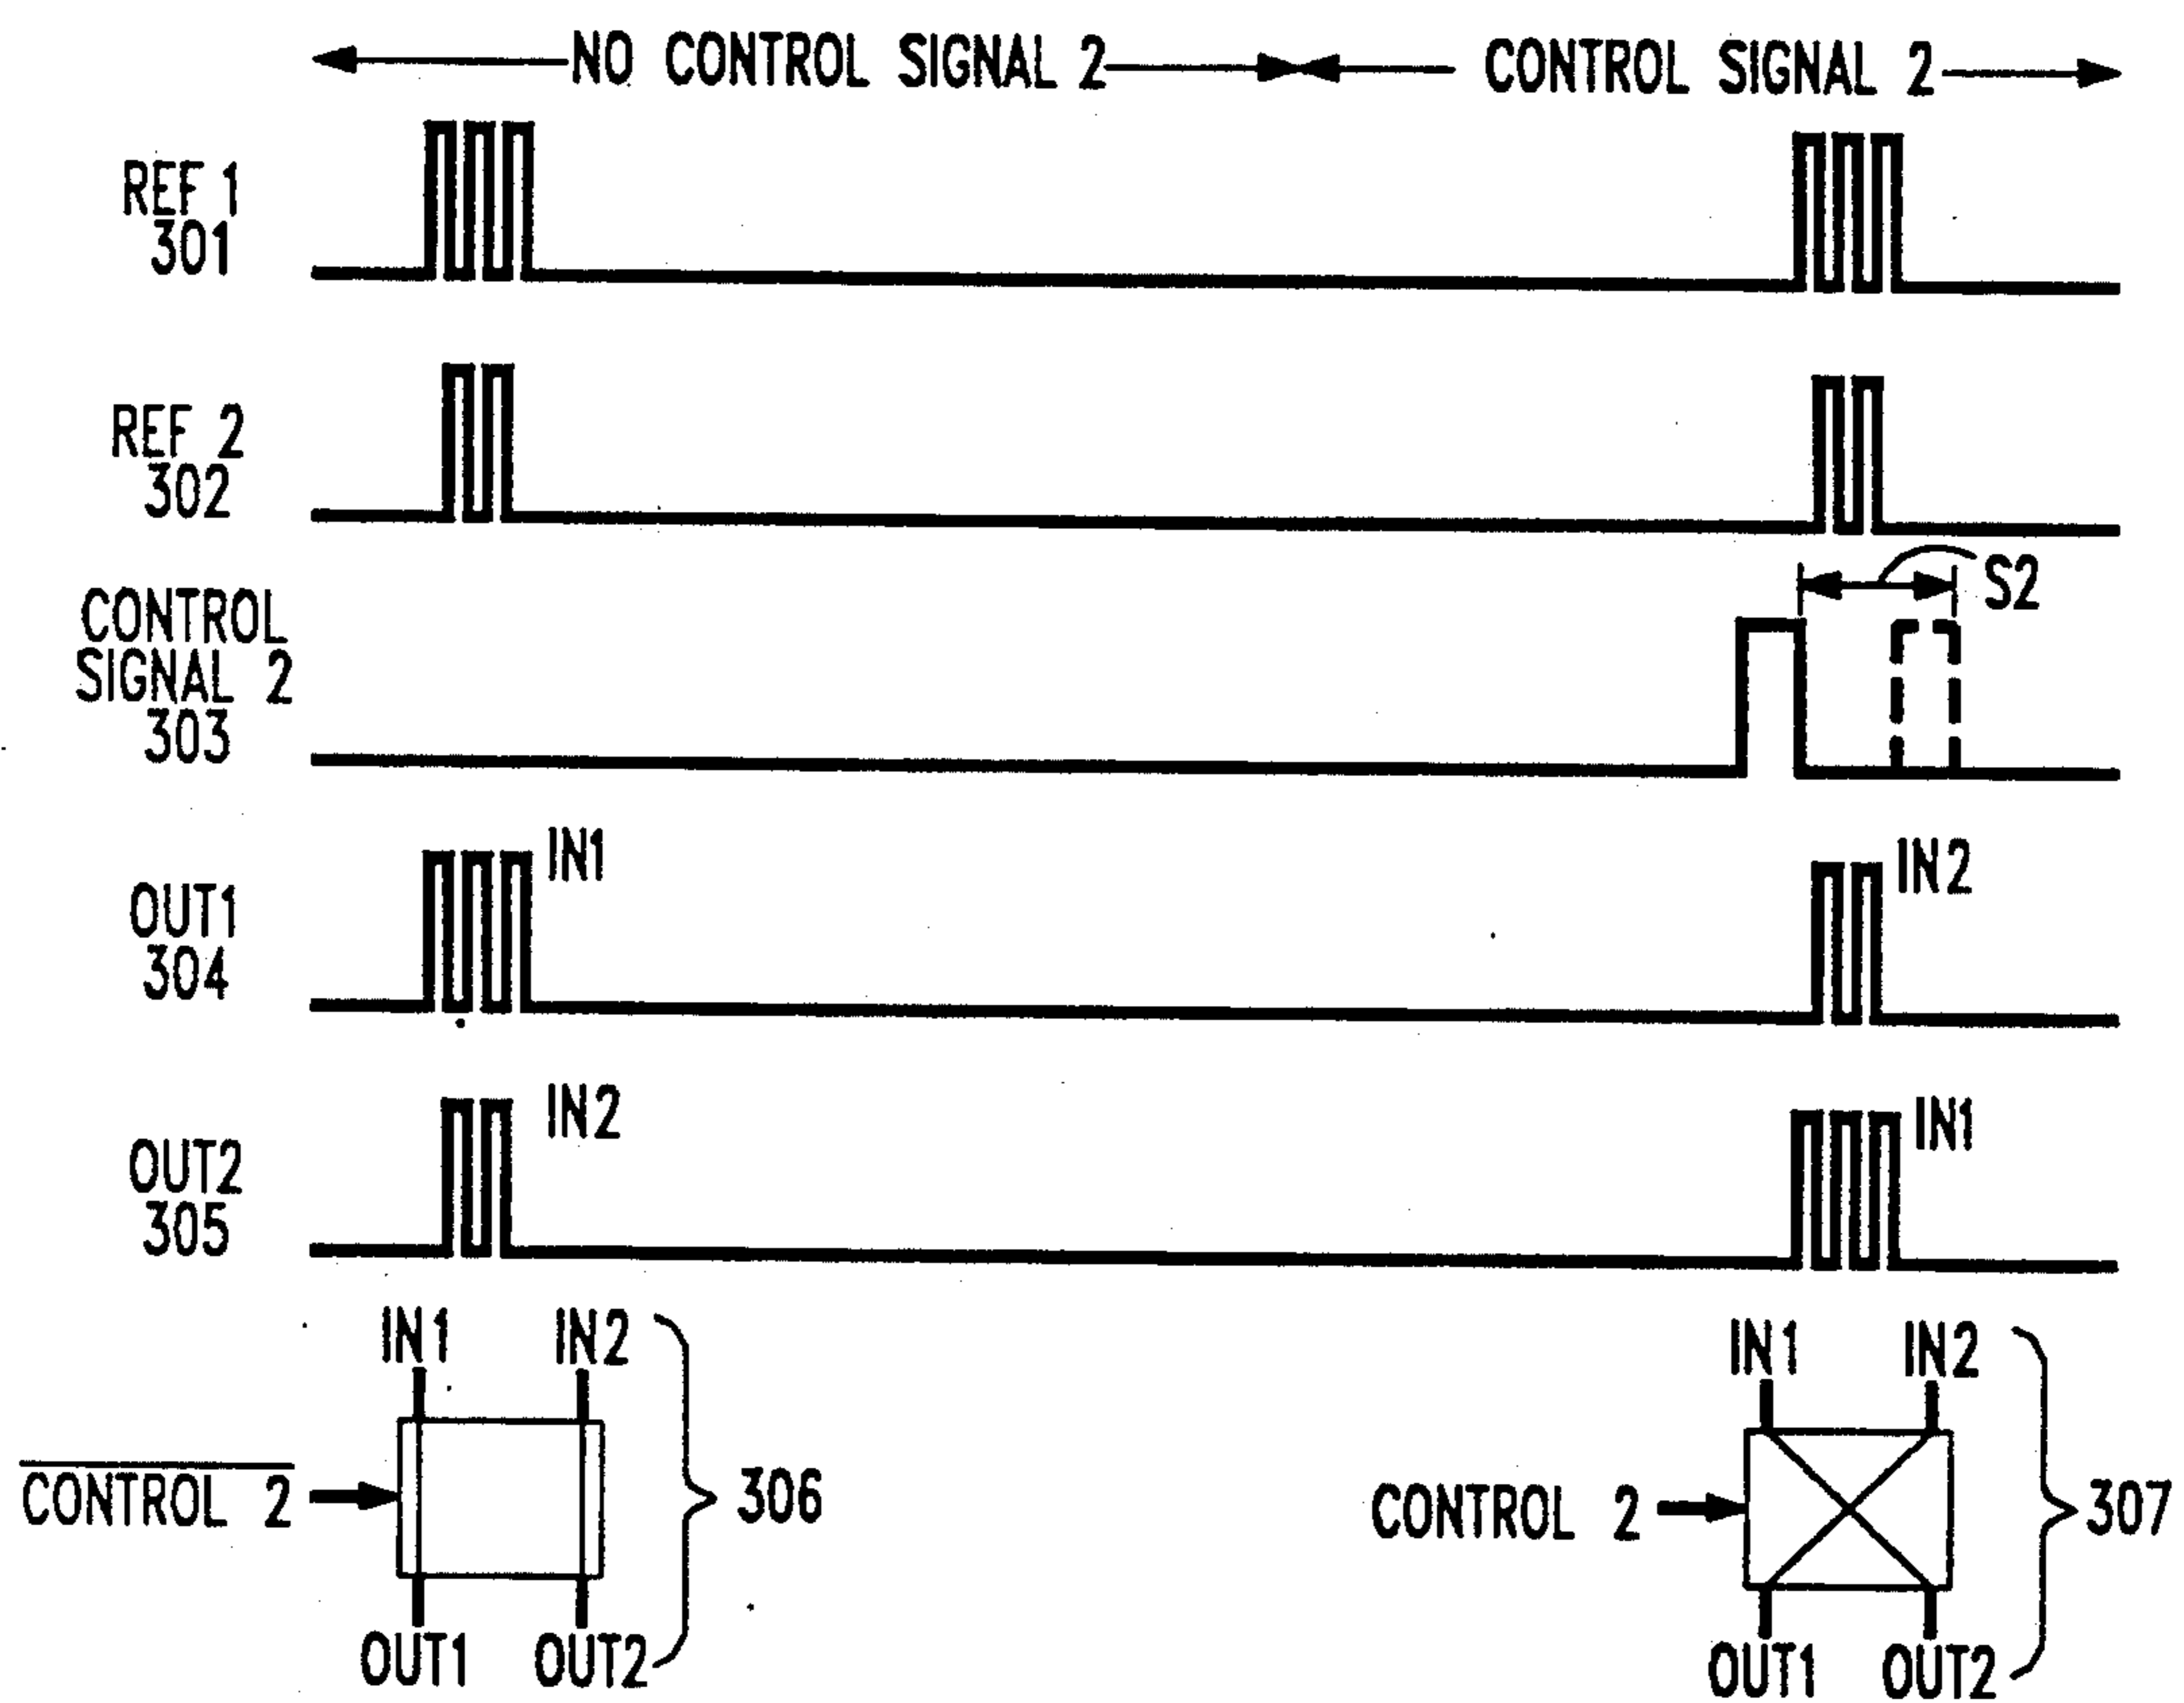 NO CONTROL SIGNAL 2
CONTROL SIGNAL 2
REF 1
301
REF 2
302
S2
CONTROL
SIGNAL 2
303
IN1
IN2
OUT1
304
IN2
IN1
OUT2
305
IN1
IN2
IN1
IN2
CONTROL 2
306
CONTROL 2
307
OUT1
OUT2
OUT1
OUT2